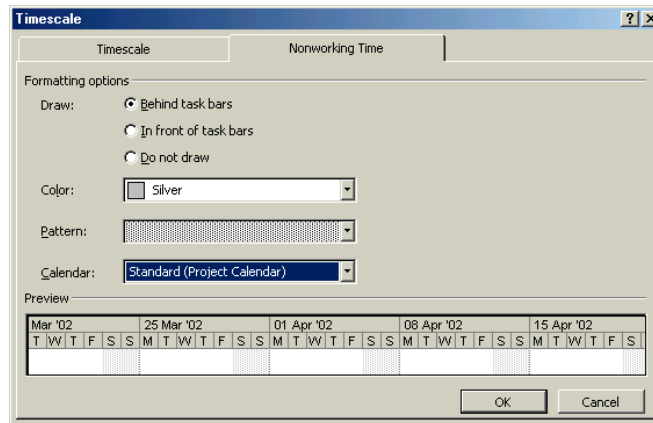 Timescale
Timescale Nonworking Time
Formatting options
Draw: Behind task bars
In front of task bars
Do not draw
Color: Silver
Pattern:
Calendar: Standard (Project Calendar)
Preview
Mar '02 25 Mar '02 01 Apr '02 08 Apr '02 15 Apr '02
T W T F S S M T W T F S S M T W T F S S M T W T F S S M T W T F S
OK Cancel